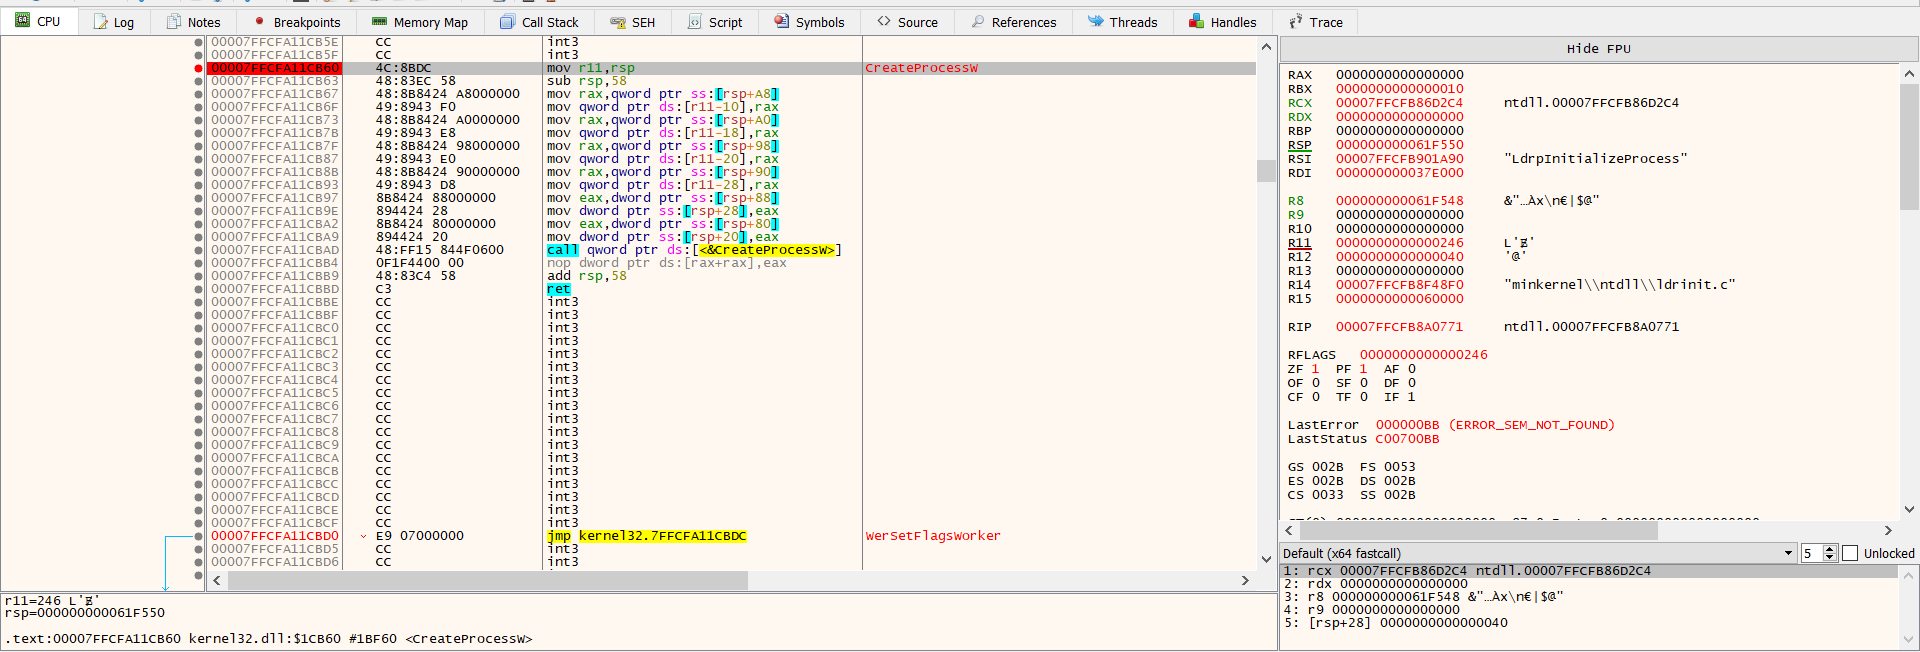 CPU Log Notes Breakpoints Memory Map Call Stack SEH Script Symbols Source References Threads Handles Trace
00007FFCFA11CB5E CC int3
00007FFCFA11CB5F CC int3
00007FFCFA11CB60 4C:8BDC mov r11,rsp CreateProcessW
00007FFCFA11CB63 48:83EC 58 sub rsp,58
00007FFCFA11CB67 48:8B8424 A8000000 mov rax,qword ptr ss:[rsp+A8]
00007FFCFA11CB6F 49:8943 F0 mov qword ptr ds:[r11-10],rax
00007FFCFA11CB73 48:8B8424 A0000000 mov rax,qword ptr ss:[rsp+A0]
00007FFCFA11CB7B 49:8943 E8 mov qword ptr ds:[r11-18],rax
00007FFCFA11CB7F 48:8B8424 98000000 mov rax,qword ptr ss:[rsp+98]
00007FFCFA11CB87 49:8943 E0 mov qword ptr ds:[r11-20],rax
00007FFCFA11CB8B 48:8B8424 90000000 mov rax,qword ptr ss:[rsp+90]
00007FFCFA11CB93 49:8943 D8 mov qword ptr ds:[r11-28],rax
00007FFCFA11CB97 8B8424 88000000 mov eax,dword ptr ss:[rsp+88]
00007FFCFA11CB9E 894424 28 mov dword ptr ss:[rsp+28],eax
00007FFCFA11CBA2 8B8424 80000000 mov eax,dword ptr ss:[rsp+80]
00007FFCFA11CBA9 894424 20 mov dword ptr ss:[rsp+20],eax
00007FFCFA11CBAD 48:FF15 844F0600 call qword ptr ds:[<&CreateProcessW>]
00007FFCFA11CBB4 0F1F4400 00 nop dword ptr ds:[rax+rax],eax
00007FFCFA11CBB9 48:83C4 58 add rsp,58
00007FFCFA11CBBD C3 ret
00007FFCFA11CBBE CC int3
00007FFCFA11CBBF CC int3
00007FFCFA11CBC0 CC int3
00007FFCFA11CBC1 CC int3
00007FFCFA11CBC2 CC int3
00007FFCFA11CBC3 CC int3
00007FFCFA11CBC4 CC int3
00007FFCFA11CBC5 CC int3
00007FFCFA11CBC6 CC int3
00007FFCFA11CBC7 CC int3
00007FFCFA11CBC8 CC int3
00007FFCFA11CBC9 CC int3
00007FFCFA11CBCA CC int3
00007FFCFA11CBCB CC int3
00007FFCFA11CBCC CC int3
00007FFCFA11CBCD CC int3
00007FFCFA11CBCE CC int3
00007FFCFA11CBCF CC int3
00007FFCFA11CBD0 E9 07000000 jmp kernel32.7FFCFA11CBDC WerSetFlagsWorker
00007FFCFA11CBD5 CC int3
00007FFCFA11CBD6 CC int3
r11=246 L'Ɇ'
rsp=000000000061F550
.text:00007FFCFA11CB60 kernel32.dll:$1CB60 #1BF60 <CreateProcessW>
Hide FPU
RAX 0000000000000000
RBX 0000000000000010
RCX 00007FFCFB86D2C4 ntdll.00007FFCFB86D2C4
RDX 0000000000000000
RBP 0000000000000000
RSP 000000000061F550
RSI 00007FFCFB901A90 "LdrpInitializeProcess"
RDI 000000000037E000
R8 000000000061F548 &"…Àx\n€|$@"
R9 0000000000000000
R10 0000000000000000
R11 0000000000000246 L'Ɇ'
R12 0000000000000040 '@'
R13 0000000000000000
R14 00007FFCFB8F48F0 "minkernel\\ntdll\\ldrinit.c"
R15 0000000000060000
RIP 00007FFCFB8A0771 ntdll.00007FFCFB8A0771
RFLAGS 0000000000000246
ZF 1 PF 1 AF 0
OF 0 SF 0 DF 0
CF 0 TF 0 IF 1
LastError 000000BB (ERROR_SEM_NOT_FOUND)
LastStatus C00700BB
GS 002B FS 0053
ES 002B DS 002B
CS 0033 SS 002B
Default (x64 fastcall) 5 Unlocked
1: rcx 00007FFCFB86D2C4 ntdll.00007FFCFB86D2C4
2: rdx 0000000000000000
3: r8 000000000061F548 &"…Àx\n€|$@"
4: r9 0000000000000000
5: [rsp+28] 0000000000000040